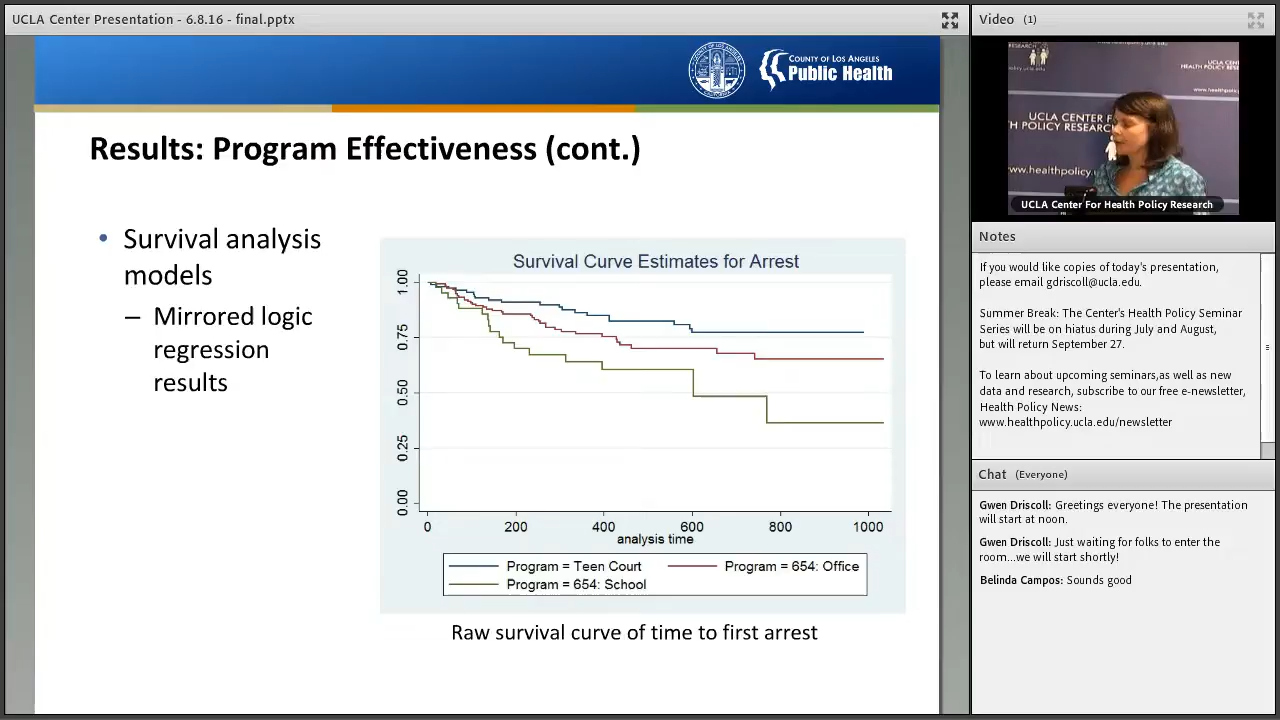 UCLA Center Presentation - 6.8.16 - final.pptx
COUNTY OF LOS ANGELES
Public Health
Results: Program Effectiveness (cont.)
• Survival analysis
models
– Mirrored logic
regression
results
Survival Curve Estimates for Arrest
1.00
0.75
0.50
0.25
0.00
0 200 400 600 800 1000
analysis time
Program = Teen Court Program = 654: Office
Program = 654: School
Raw survival curve of time to first arrest
Video (1)
UCLA CENTER F
H POLICY RESEARC
www.healthpolicy.u
UCLA Center For Health Policy Research
Notes
If you would like copies of today's presentation,
please email gdriscoll@ucla.edu.
Summer Break: The Center's Health Policy Seminar
Series will be on hiatus during July and August,
but will return September 27.
To learn about upcoming seminars,as well as new
data and research, subscribe to our free e-newsletter,
Health Policy News:
www.healthpolicy.ucla.edu/newsletter
Chat (Everyone)
Gwen Driscoll: Greetings everyone! The presentation
will start at noon.
Gwen Driscoll: Just waiting for folks to enter the
room...we will start shortly!
Belinda Campos: Sounds good